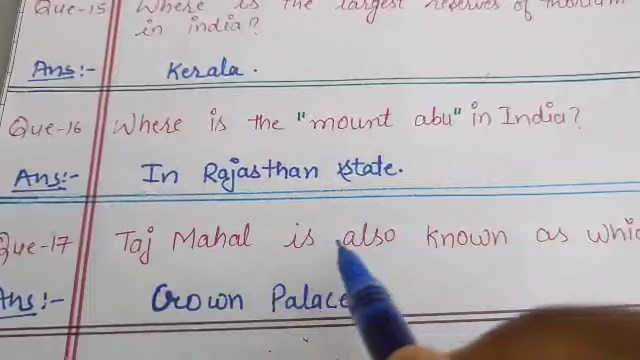 Que-15 Where is the largest reserves of thorium
in india?
Ans:- Kerala.
Que-16 Where is the "mount abu" in India?
Ans:- In Rajasthan state.
Que-17 Taj Mahal is also known as
Ans:- Crown Palace